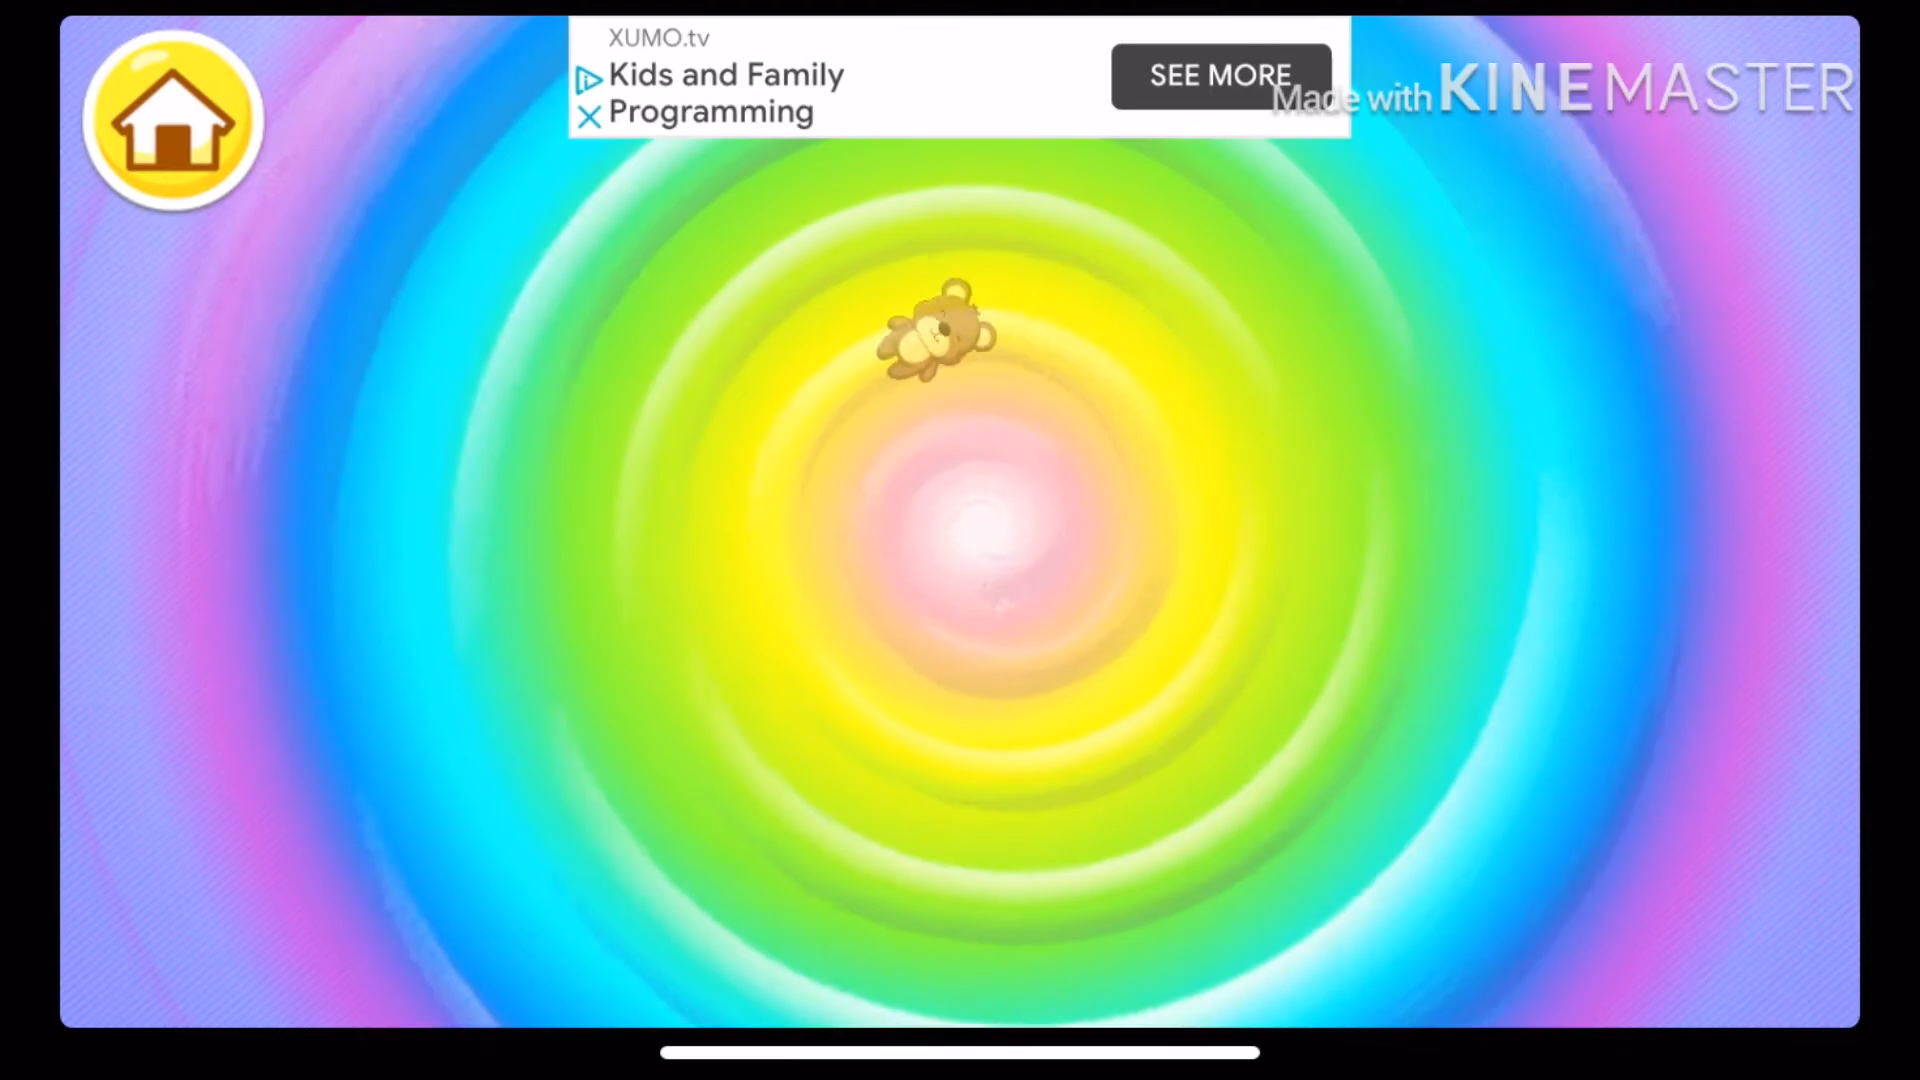 XUMO.tv
Kids and Family
Programming
SEE MORE
Made with KINEMASTER